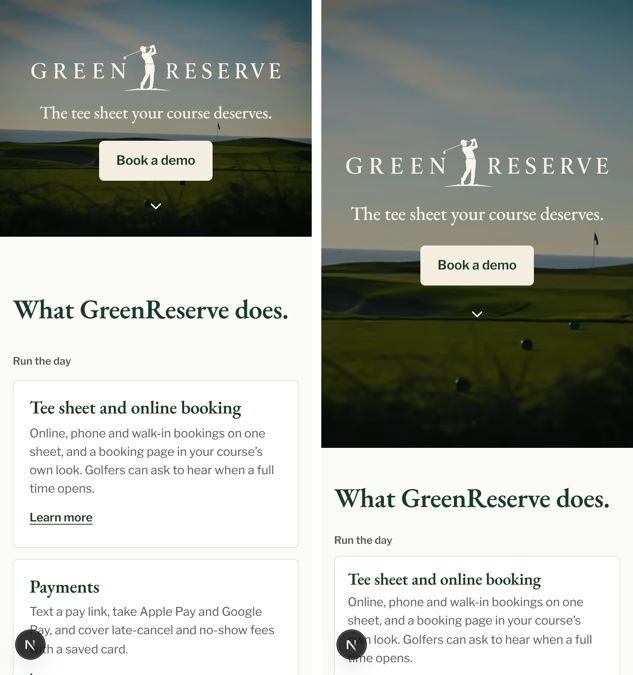 GREEN RESERVE
The tee sheet your course deserves.
Book a demo
What GreenReserve does.
Run the day
Tee sheet and online booking
Online, phone and walk-in bookings on one
sheet, and a booking page in your course's
own look. Golfers can ask to hear when a full
time opens.
Learn more
Payments
Text a pay link, take Apple Pay and Google
Pay, and cover late-cancel and no-show fees
with a saved card.
N
GREEN RESERVE
The tee sheet your course deserves.
Book a demo
What GreenReserve does.
Run the day
Tee sheet and online booking
Online, phone and walk-in bookings on one
sheet, and a booking page in your course's
own look. Golfers can ask to hear when a full
time opens.
N